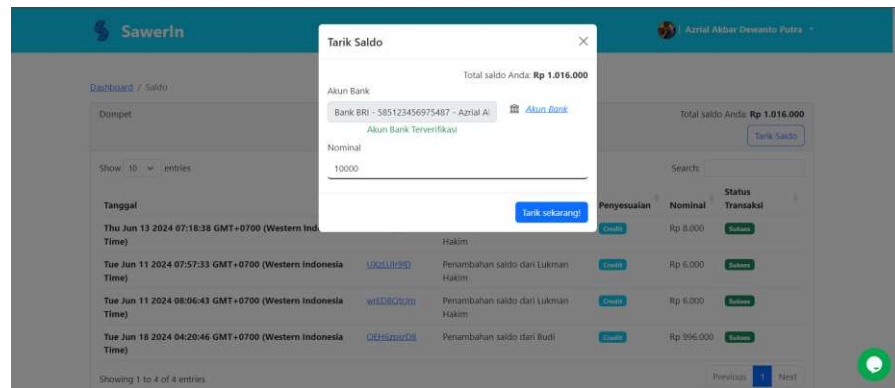 SawerIn
Azrial Akbar Dewanto Putra
Tarik Saldo
Total saldo Anda: Rp 1.016.000
Akun Bank
Bank BRI - 585123456975487 - Azrial A
Akun Bank
Akun Bank Terverifikasi
Nominal
10000
Tarik sekarang!
Dashboard / Saldo
Dompet
Total saldo Anda: Rp 1.016.000
Tarik Saldo
Show 10 entries
Search:
Tanggal
Penyesuaian
Nominal
Status
Transaksi
Thu Jun 13 2024 07:18:38 GMT+0700 (Western Ind
Time)
Hakim
Credit
Rp 8.000
Sukses
Tue Jun 11 2024 07:57:33 GMT+0700 (Western Indonesia
Time)
Penambahan saldo dari Lukman
Hakim
Credit
Rp 6.000
Sukses
Tue Jun 11 2024 08:06:43 GMT+0700 (Western Indonesia
Time)
Penambahan saldo dari Lukman
Hakim
Credit
Rp 6.000
Sukses
Tue Jun 18 2024 04:20:46 GMT+0700 (Western Indonesia
Time)
Penambahan saldo dari Budi
Credit
Rp 996.000
Sukses
Showing 1 to 4 of 4 entries
Previous 1 Next